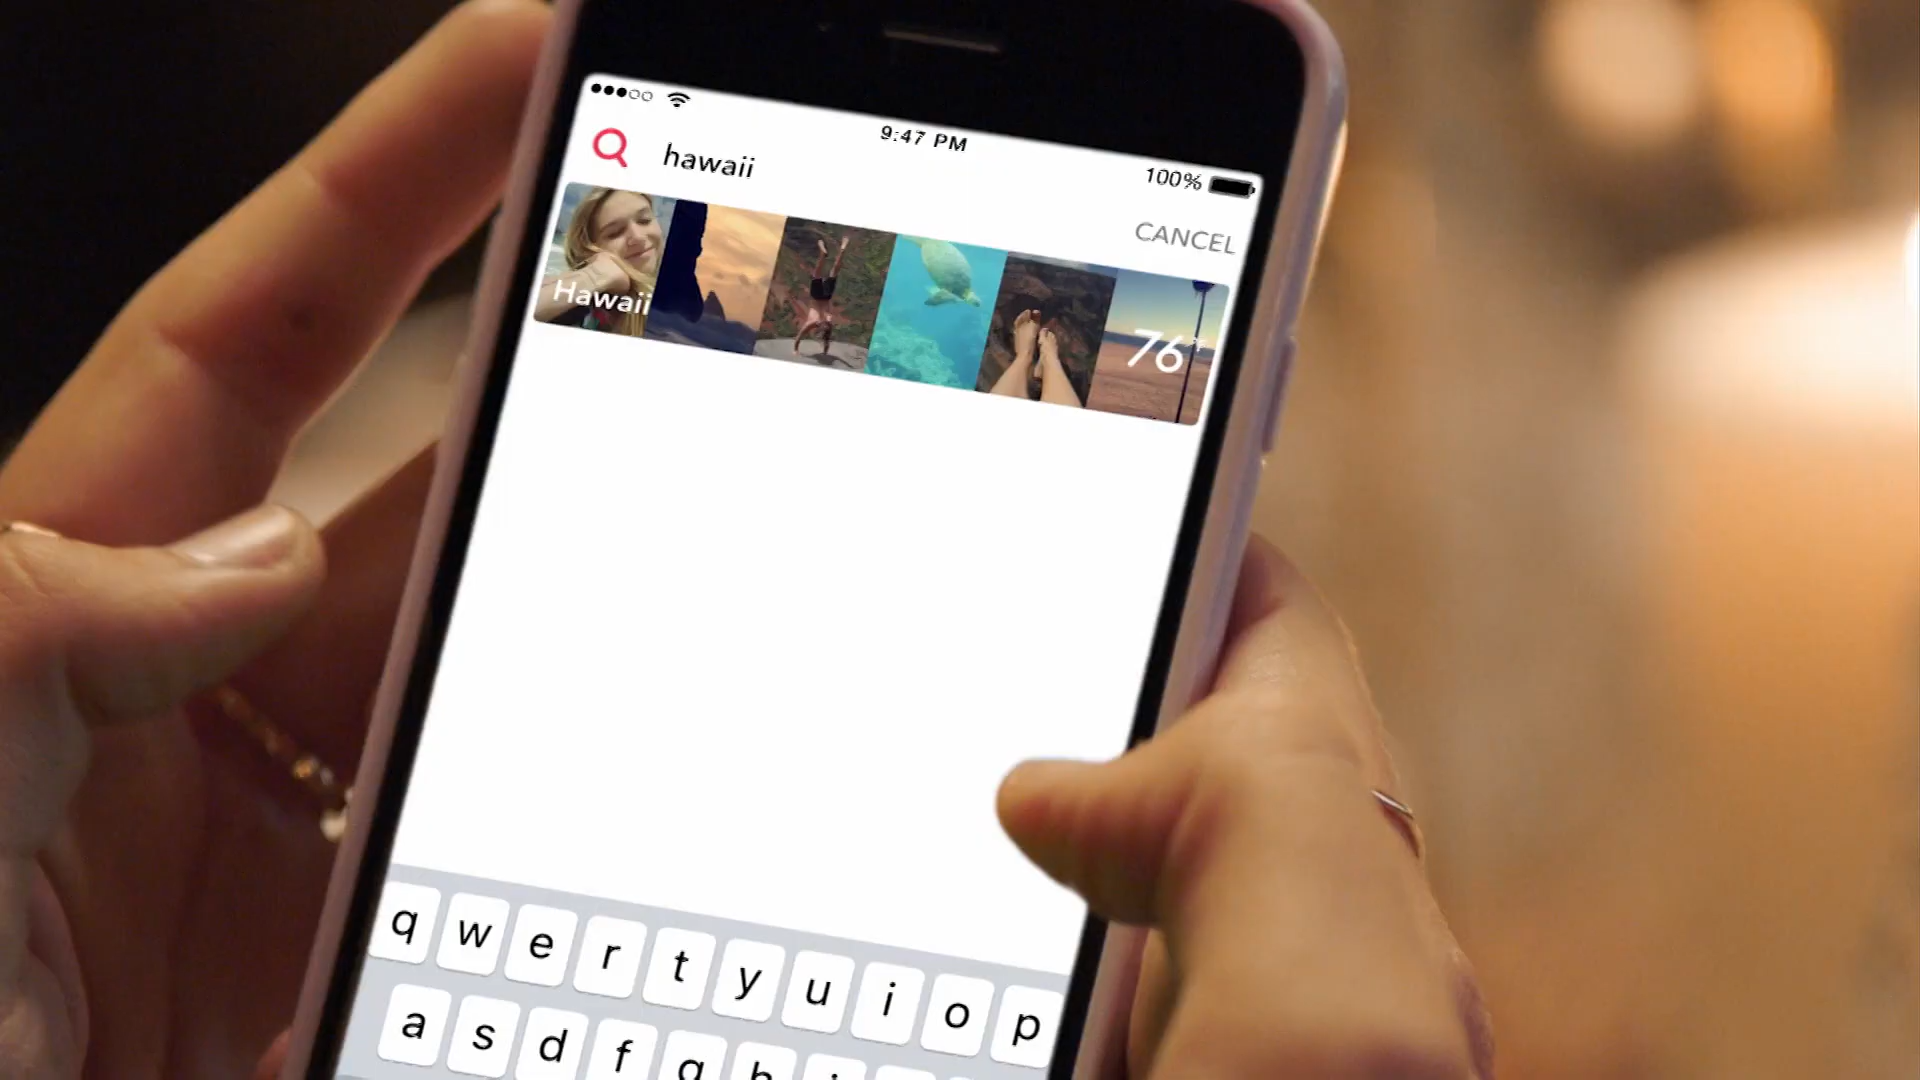 9:47 PM
100%
hawaii
CANCEL
Hawaii
76°F
q w e r t y u i o p
a s d f g h